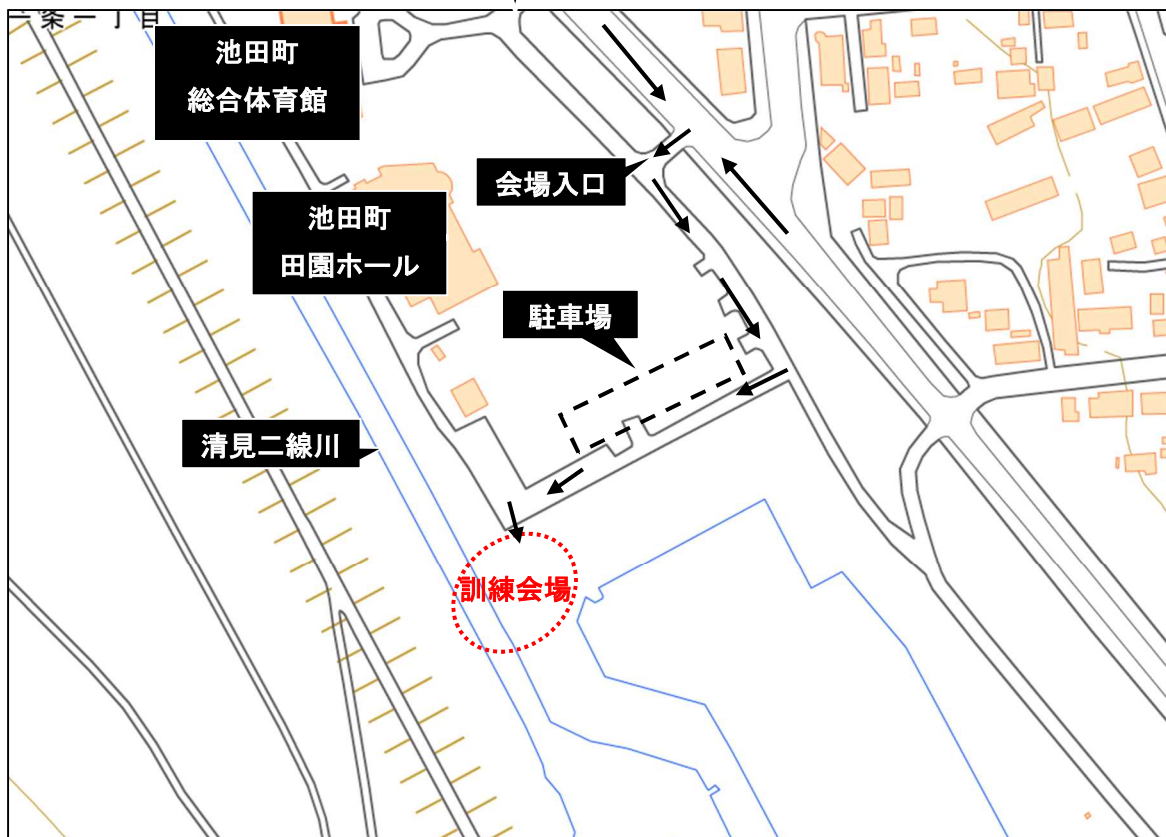 池田町
総合体育館
会場入口
池田町
田園ホール
駐車場
清見二線川
訓練会場